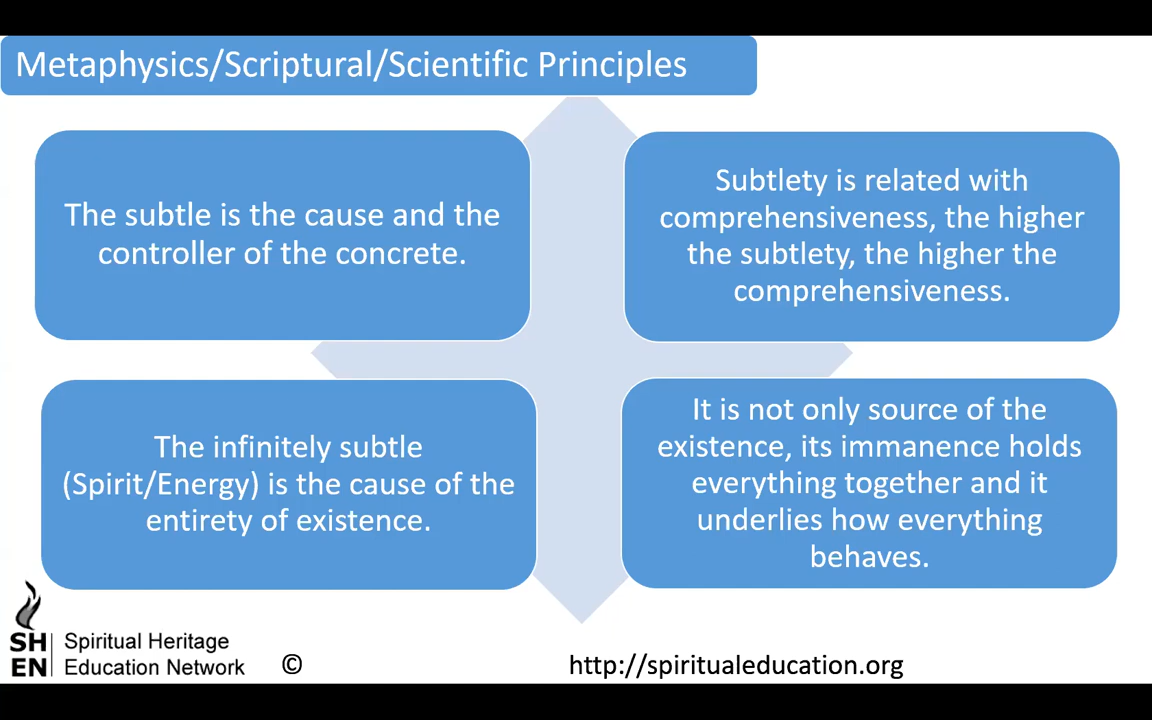 Metaphysics/Scriptural/Scientific Principles
The subtle is the cause and the
controller of the concrete.
Subtlety is related with
comprehensiveness, the higher
the subtlety, the higher the
comprehensiveness.
The infinitely subtle
(Spirit/Energy) is the cause of the
entirety of existence.
It is not only source of the
existence, its immanence holds
everything together and it
underlies how everything
behaves.
SH
EN
Spiritual Heritage
Education Network
©
http://spiritualeducation.org